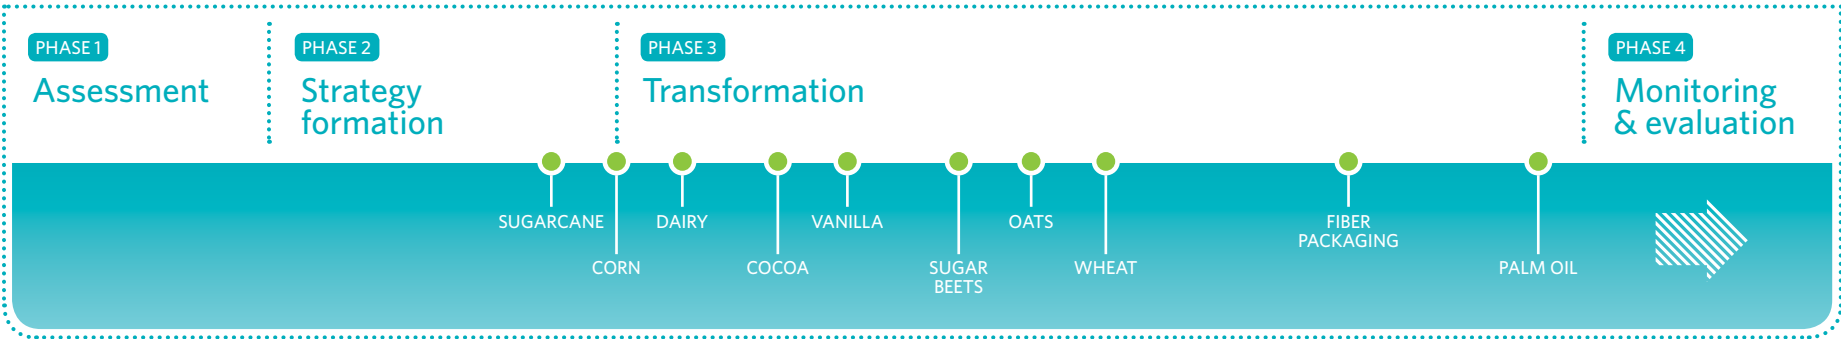 PHASE 1
Assessment
PHASE 2
Strategy
formation
PHASE 3
Transformation
PHASE 4
Monitoring
& evaluation
SUGARCANE
CORN
DAIRY
COCOA
VANILLA
SUGAR
BEETS
OATS
WHEAT
FIBER
PACKAGING
PALM OIL